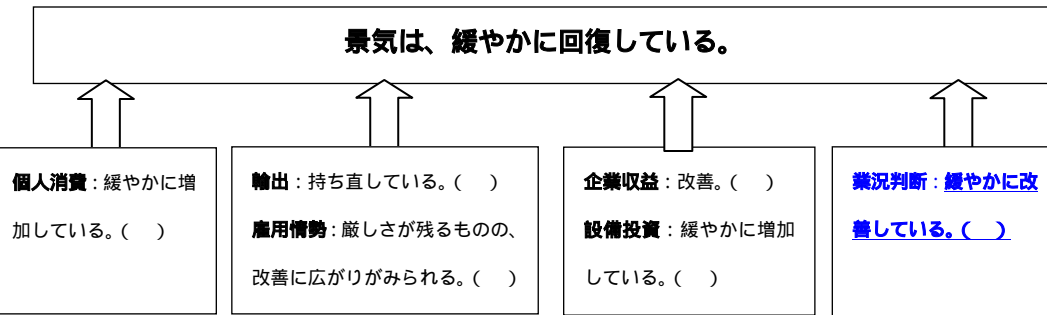 景気は、緩やかに回復している。
個人消費：緩やかに増
加している。(　)
輸出：持ち直している。(　)
雇用情勢：厳しさが残るものの、
改善に広がりがみられる。(　)
企業収益：改善。(　)
設備投資：緩やかに増加
している。(　)
業況判断：緩やかに改
善している。(　)